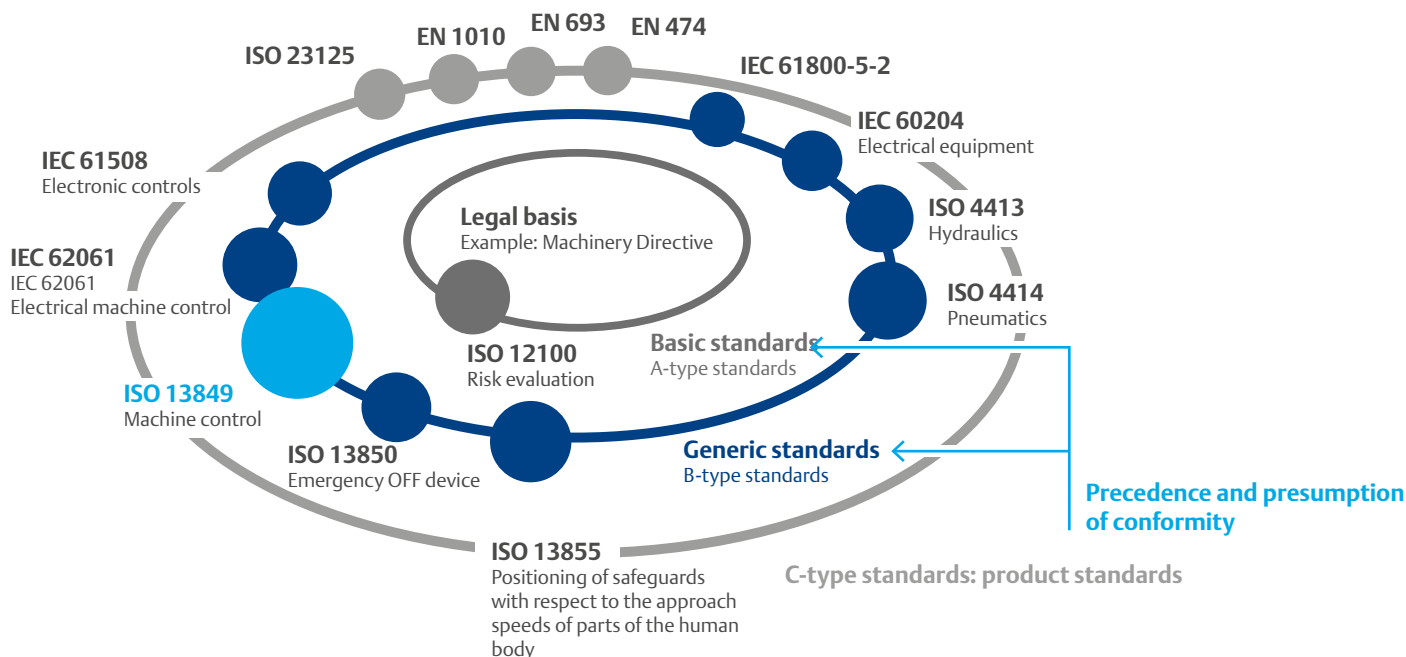 EN 693
EN 1010
EN 474
ISO 23125
IEC 61800-5-2
IEC 60204
Electrical equipment
IEC 61508
Electronic controls
Legal basis
Example: Machinery Directive
ISO 4413
Hydraulics
IEC 62061
IEC 62061
Electrical machine control
ISO 4414
Pneumatics
Basic standards
A-type standards
ISO 12100
Risk evaluation
ISO 13849
Machine control
ISO 13850
Emergency OFF device
Generic standards
B-type standards
Precedence and presumption
of conformity
ISO 13855
Positioning of safeguards
with respect to the approach
speeds of parts of the human
body
C-type standards: product standards